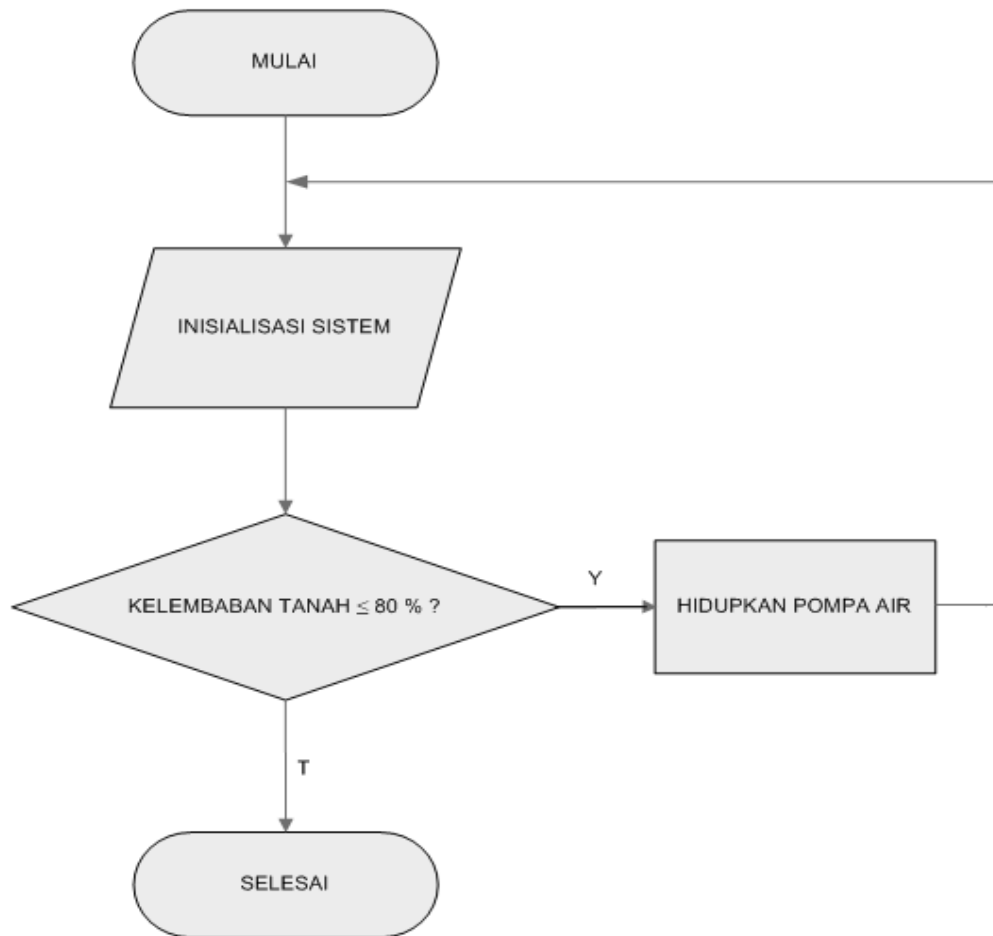 MULAI
INISIALISASI SISTEM
KELEMBABAN TANAH ≤ 80 % ?
Y
HIDUPKAN POMPA AIR
T
SELESAI